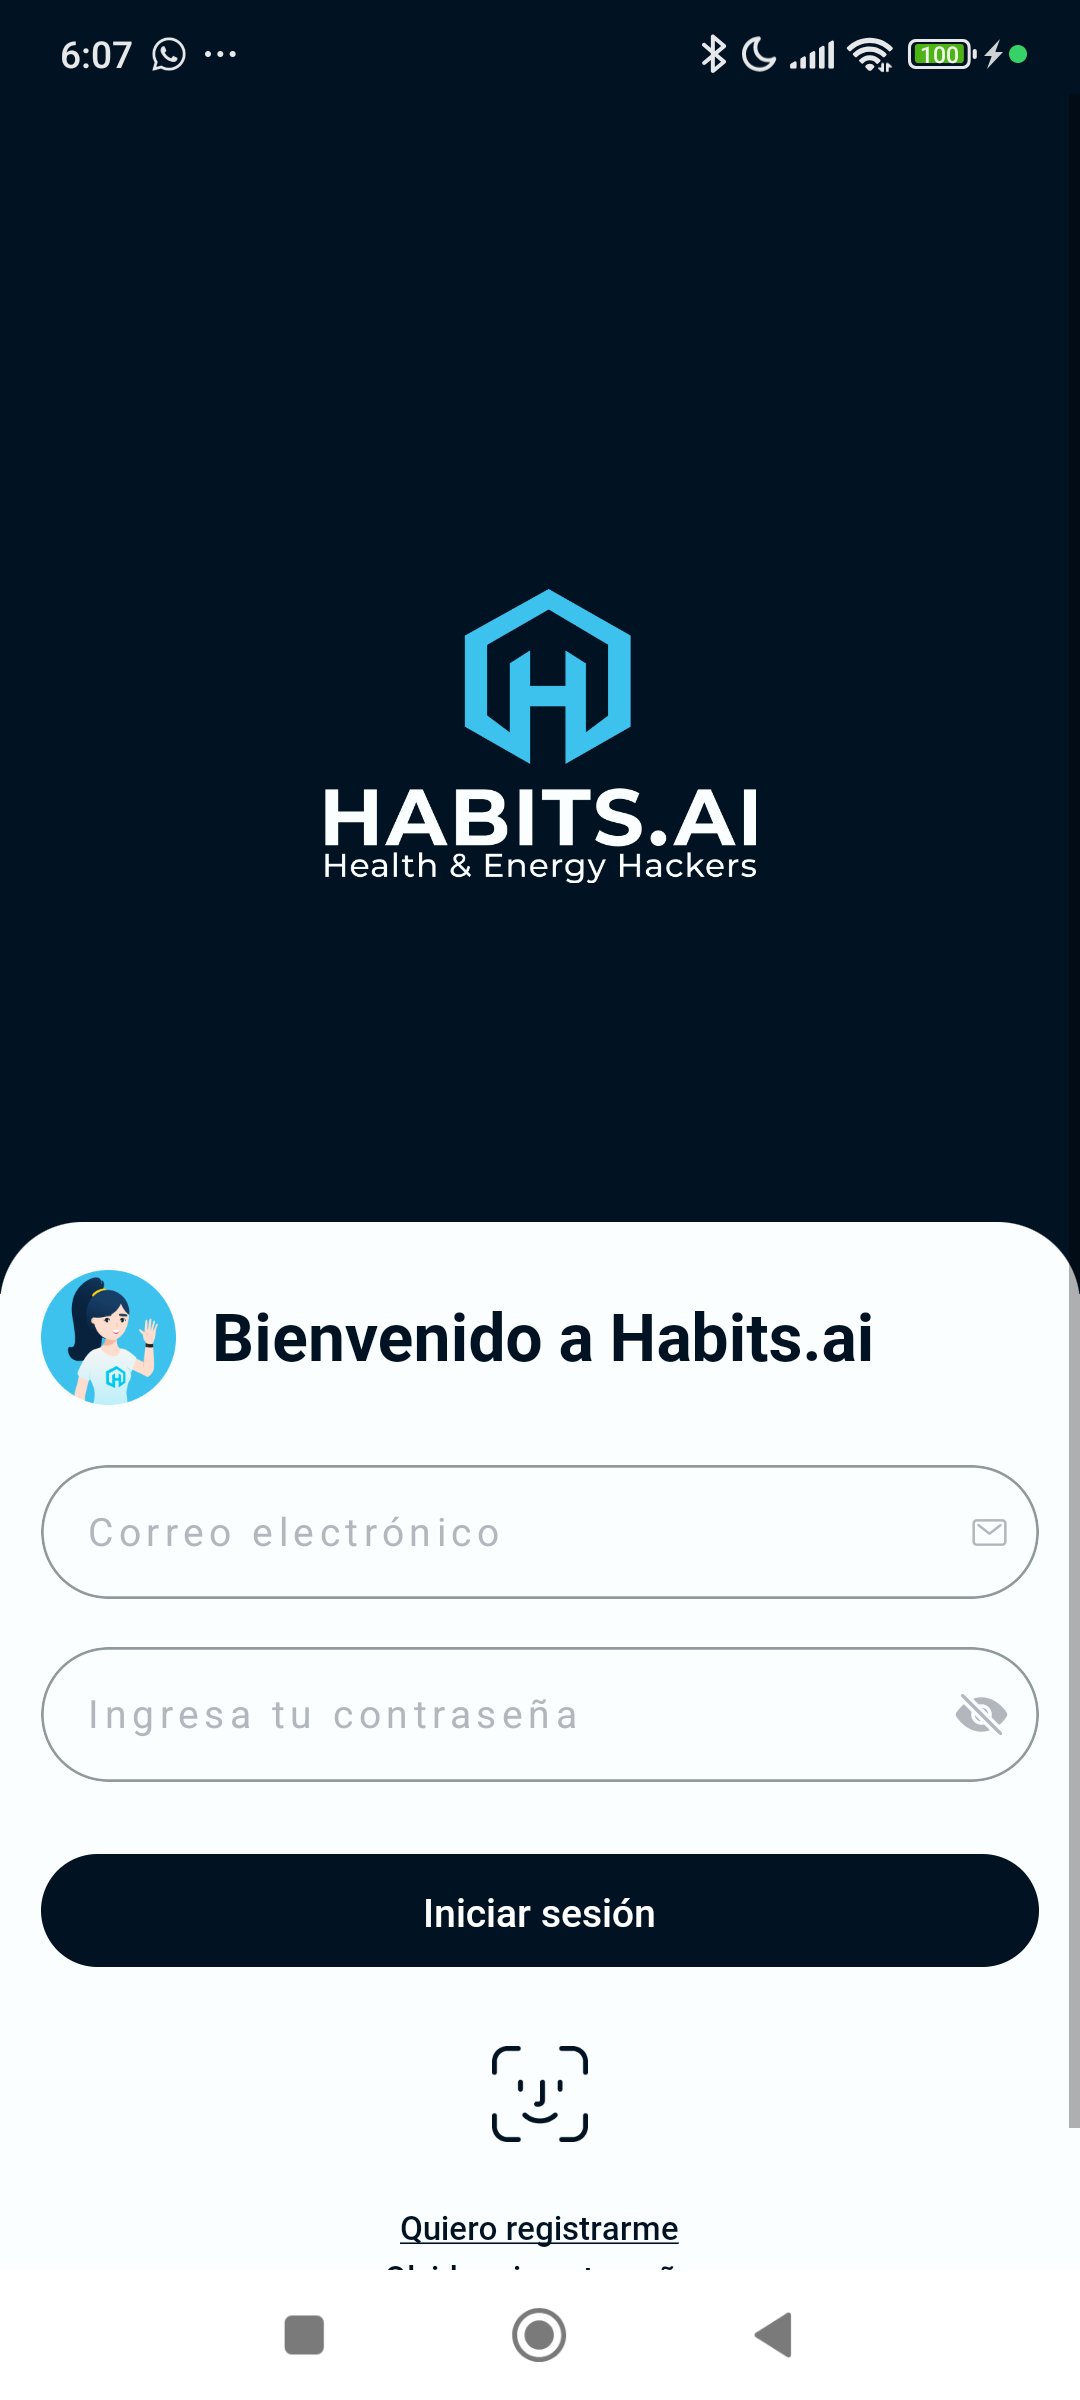 6:07
100
HABITS.AI
Health & Energy Hackers
Bienvenido a Habits.ai
Correo electrónico
Ingresa tu contraseña
Iniciar sesión
Quiero registrarme